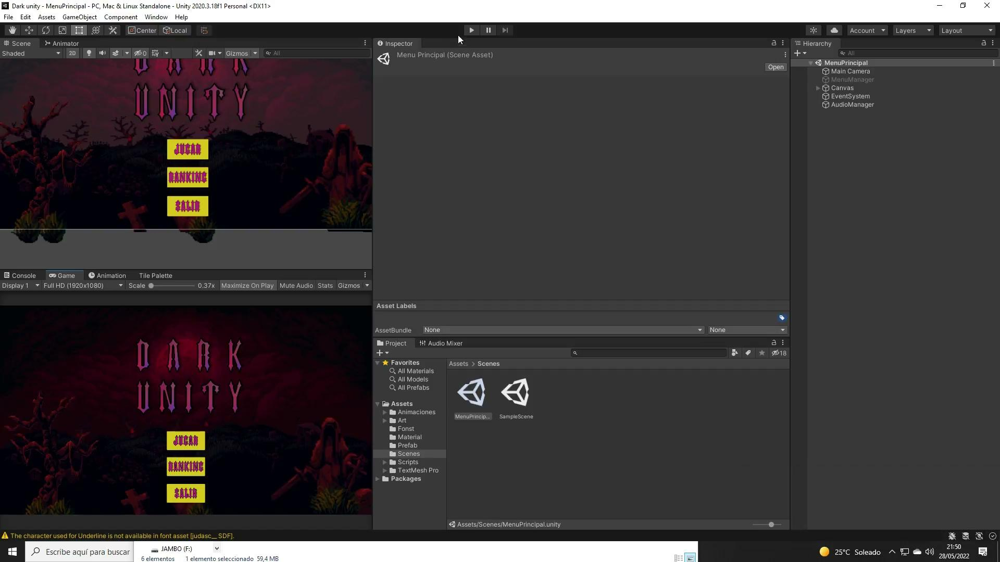 Dark unity - MenuPrincipal - PC, Mac & Linux Standalone - Unity 2020.3.18f1 Personal <DX11>
File Edit Assets GameObject Component Window Help
Center Local
Account Layers Layout
Scene Animator
Shaded 2D 0 Gizmos All
DARK
UNITY
JUGAR
RANKING
SALIR
Inspector
Menu Principal (Scene Asset)
Open
Asset Labels
AssetBundle None None
Hierarchy
All
MenuPrincipal
Main Camera
MenuManager
Canvas
EventSystem
AudioManager
Console Game Animation Tile Palette
Display 1 Full HD (1920x1080) Scale 0.37x Maximize On Play Mute Audio Stats Gizmos
DARK
UNITY
JUGAR
RANKING
SALIR
Project Audio Mixer
18
Favorites
All Materials
All Models
All Prefabs
Assets
Animaciones
Art
Fonst
Material
Prefab
Scenes
Scripts
TextMesh Pro
Packages
Assets > Scenes
MenuPrincip... SampleScene
Assets/Scenes/MenuPrincipal.unity
The character used for Underline is not available in font asset [judasc__ SDF].
Escribe aquí para buscar
JAMBO (F:)
6 elementos 1 elemento seleccionado 59,4 MB
25°C Soleado
21:50
28/05/2022